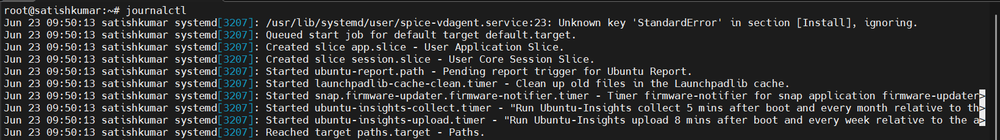 root@satishkumar:~# journalctl
Jun 23 09:50:13 satishkumar systemd[3207]: /usr/lib/systemd/user/spice-vdagent.service:23: Unknown key 'StandardError' in section [Install], ignoring.
Jun 23 09:50:13 satishkumar systemd[3207]: Queued start job for default target default.target.
Jun 23 09:50:13 satishkumar systemd[3207]: Created slice app.slice - User Application Slice.
Jun 23 09:50:13 satishkumar systemd[3207]: Created slice session.slice - User Core Session Slice.
Jun 23 09:50:13 satishkumar systemd[3207]: Started ubuntu-report.path - Pending report trigger for Ubuntu Report.
Jun 23 09:50:13 satishkumar systemd[3207]: Started launchpadlib-cache-clean.timer - Clean up old files in the Launchpadlib cache.
Jun 23 09:50:13 satishkumar systemd[3207]: Started snap.firmware-updater.firmware-notifier.timer - Timer firmware-notifier for snap application firmware-updater>
Jun 23 09:50:13 satishkumar systemd[3207]: Started ubuntu-insights-collect.timer - "Run Ubuntu-Insights collect 5 mins after boot and every month relative to th>
Jun 23 09:50:13 satishkumar systemd[3207]: Started ubuntu-insights-upload.timer - "Run Ubuntu-Insights upload 8 mins after boot and every week relative to the a>
Jun 23 09:50:13 satishkumar systemd[3207]: Reached target paths.target - Paths.